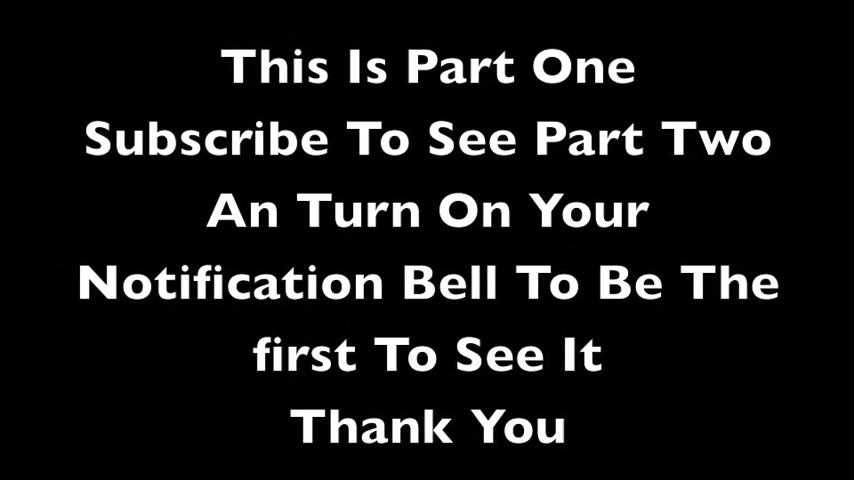 This Is Part One
Subscribe To See Part Two
An Turn On Your
Notification Bell To Be The
first To See It
Thank You